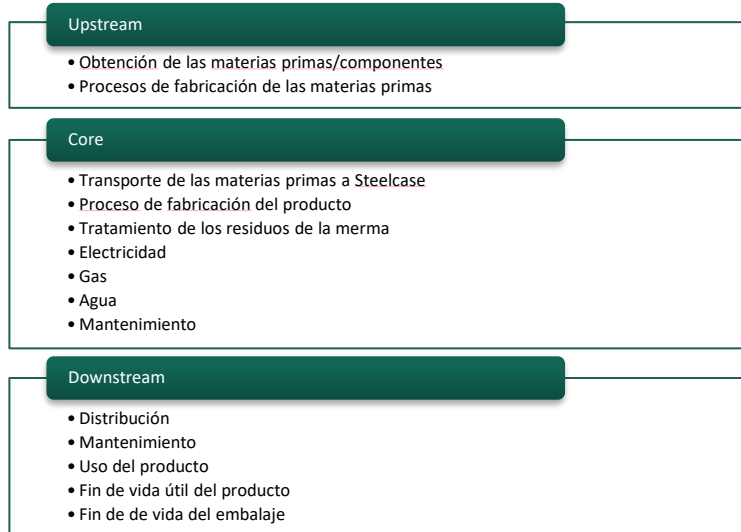 Upstream
• Obtención de las materias primas/componentes
• Procesos de fabricación de las materias primas
Core
• Transporte de las materias primas a Steelcase
• Proceso de fabricación del producto
• Tratamiento de los residuos de la merma
• Electricidad
• Gas
• Agua
• Mantenimiento
Downstream
• Distribución
• Mantenimiento
• Uso del producto
• Fin de vida útil del producto
• Fin de de vida del embalaje